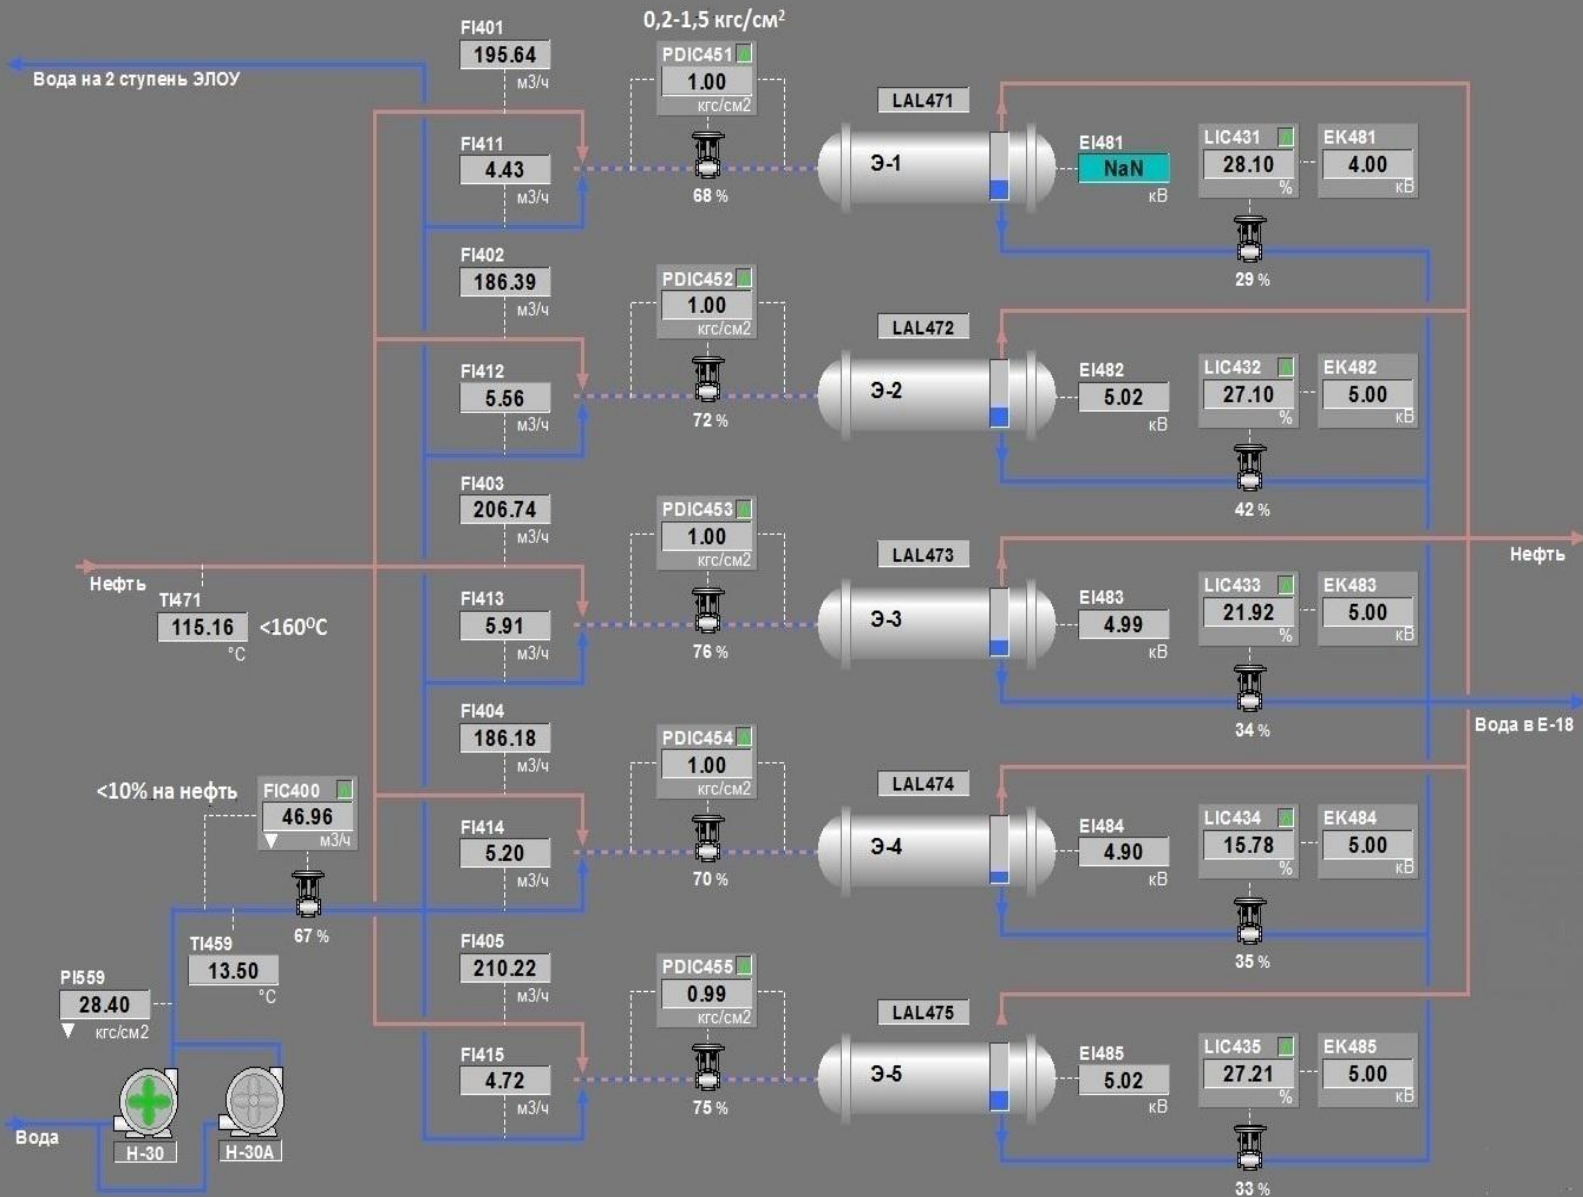 0,2-1,5 кгс/см²
FI401
195.64
м3/ч
PDIC451
1.00
кгс/см2
68 %
Вода на 2 ступень ЭЛОУ
LAL471
Э-1
FI411
4.43
м3/ч
EI481
NaN
кВ
LIC431
28.10
%
EK481
4.00
кВ
29 %
FI402
186.39
м3/ч
PDIC452
1.00
кгс/см2
72 %
LAL472
Э-2
FI412
5.56
м3/ч
EI482
5.02
кВ
LIC432
27.10
%
EK482
5.00
кВ
42 %
FI403
206.74
м3/ч
PDIC453
1.00
кгс/см2
76 %
LAL473
Э-3
Нефть
Нефть
TI471
115.16
<160⁰С
°C
FI413
5.91
м3/ч
EI483
4.99
кВ
LIC433
21.92
%
EK483
5.00
кВ
34 %
Вода в Е-18
FI404
186.18
м3/ч
PDIC454
1.00
кгс/см2
70 %
LAL474
Э-4
<10% на нефть
FIC400
46.96
м3/ч
67 %
FI414
5.20
м3/ч
EI484
4.90
кВ
LIC434
15.78
%
EK484
5.00
кВ
35 %
TI459
13.50
°C
PI559
28.40
кгс/см2
FI405
210.22
м3/ч
PDIC455
0.99
кгс/см2
75 %
LAL475
Э-5
FI415
4.72
м3/ч
EI485
5.02
кВ
LIC435
27.21
%
EK485
5.00
кВ
33 %
Вода
Н-30
Н-30А